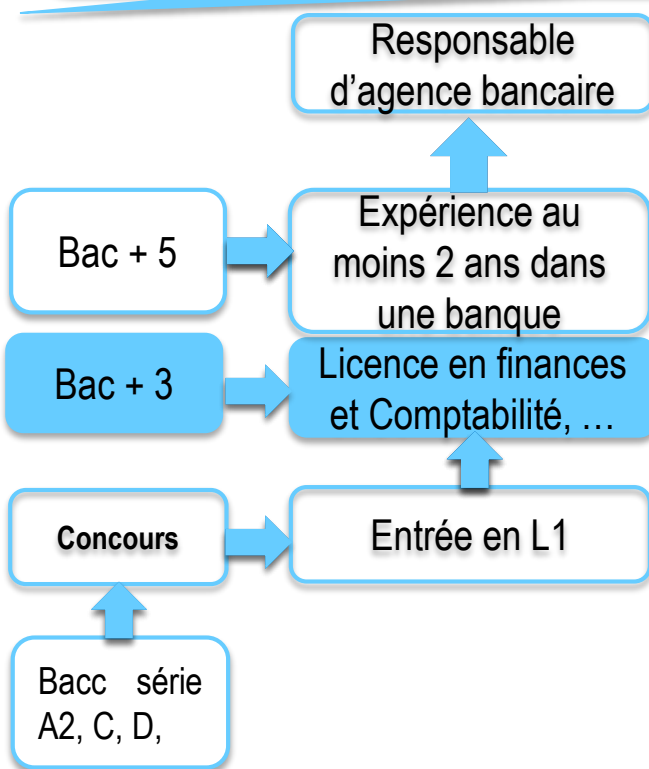 Responsable
d’agence bancaire
Bac + 5
Expérience au
moins 2 ans dans
une banque
Bac + 3
Licence en finances
et Comptabilité, …
Concours
Entrée en L1
Bacc série
A2, C, D,